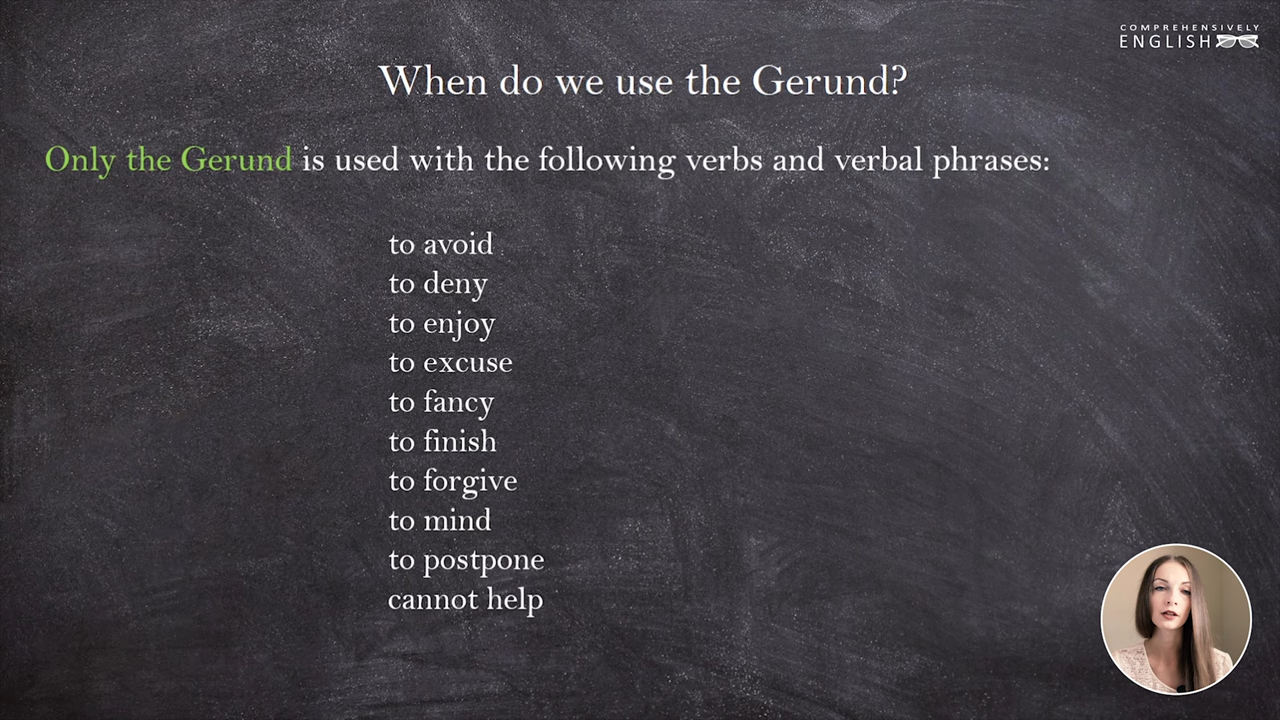 COMPREHENSIVELY
ENGLISH
When do we use the Gerund?
Only the Gerund is used with the following verbs and verbal phrases:
to avoid
to deny
to enjoy
to excuse
to fancy
to finish
to forgive
to mind
to postpone
cannot help